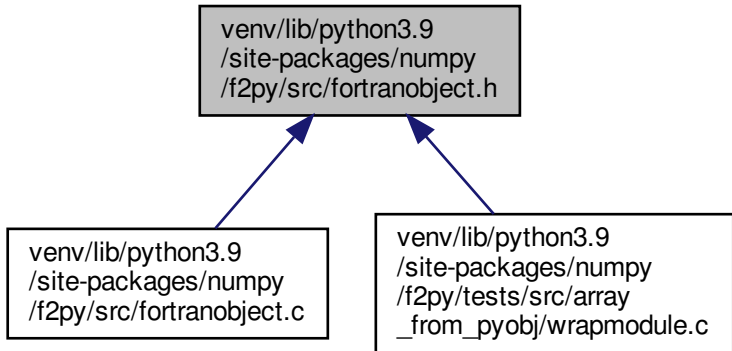 venv/lib/python3.9
/site-packages/numpy
/f2py/src/fortranobject.h
venv/lib/python3.9
/site-packages/numpy
/f2py/src/fortranobject.c
venv/lib/python3.9
/site-packages/numpy
/f2py/tests/src/array
_from_pyobj/wrapmodule.c